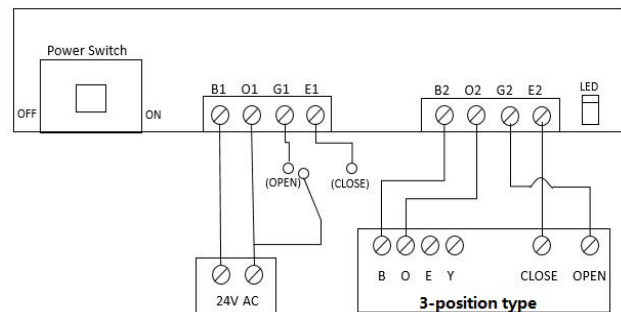 Power Switch
OFF
ON
B1 O1 G1 E1
B2 O2 G2 E2
LED
(OPEN)
(CLOSE)
24V AC
B O E Y CLOSE OPEN
3-position type